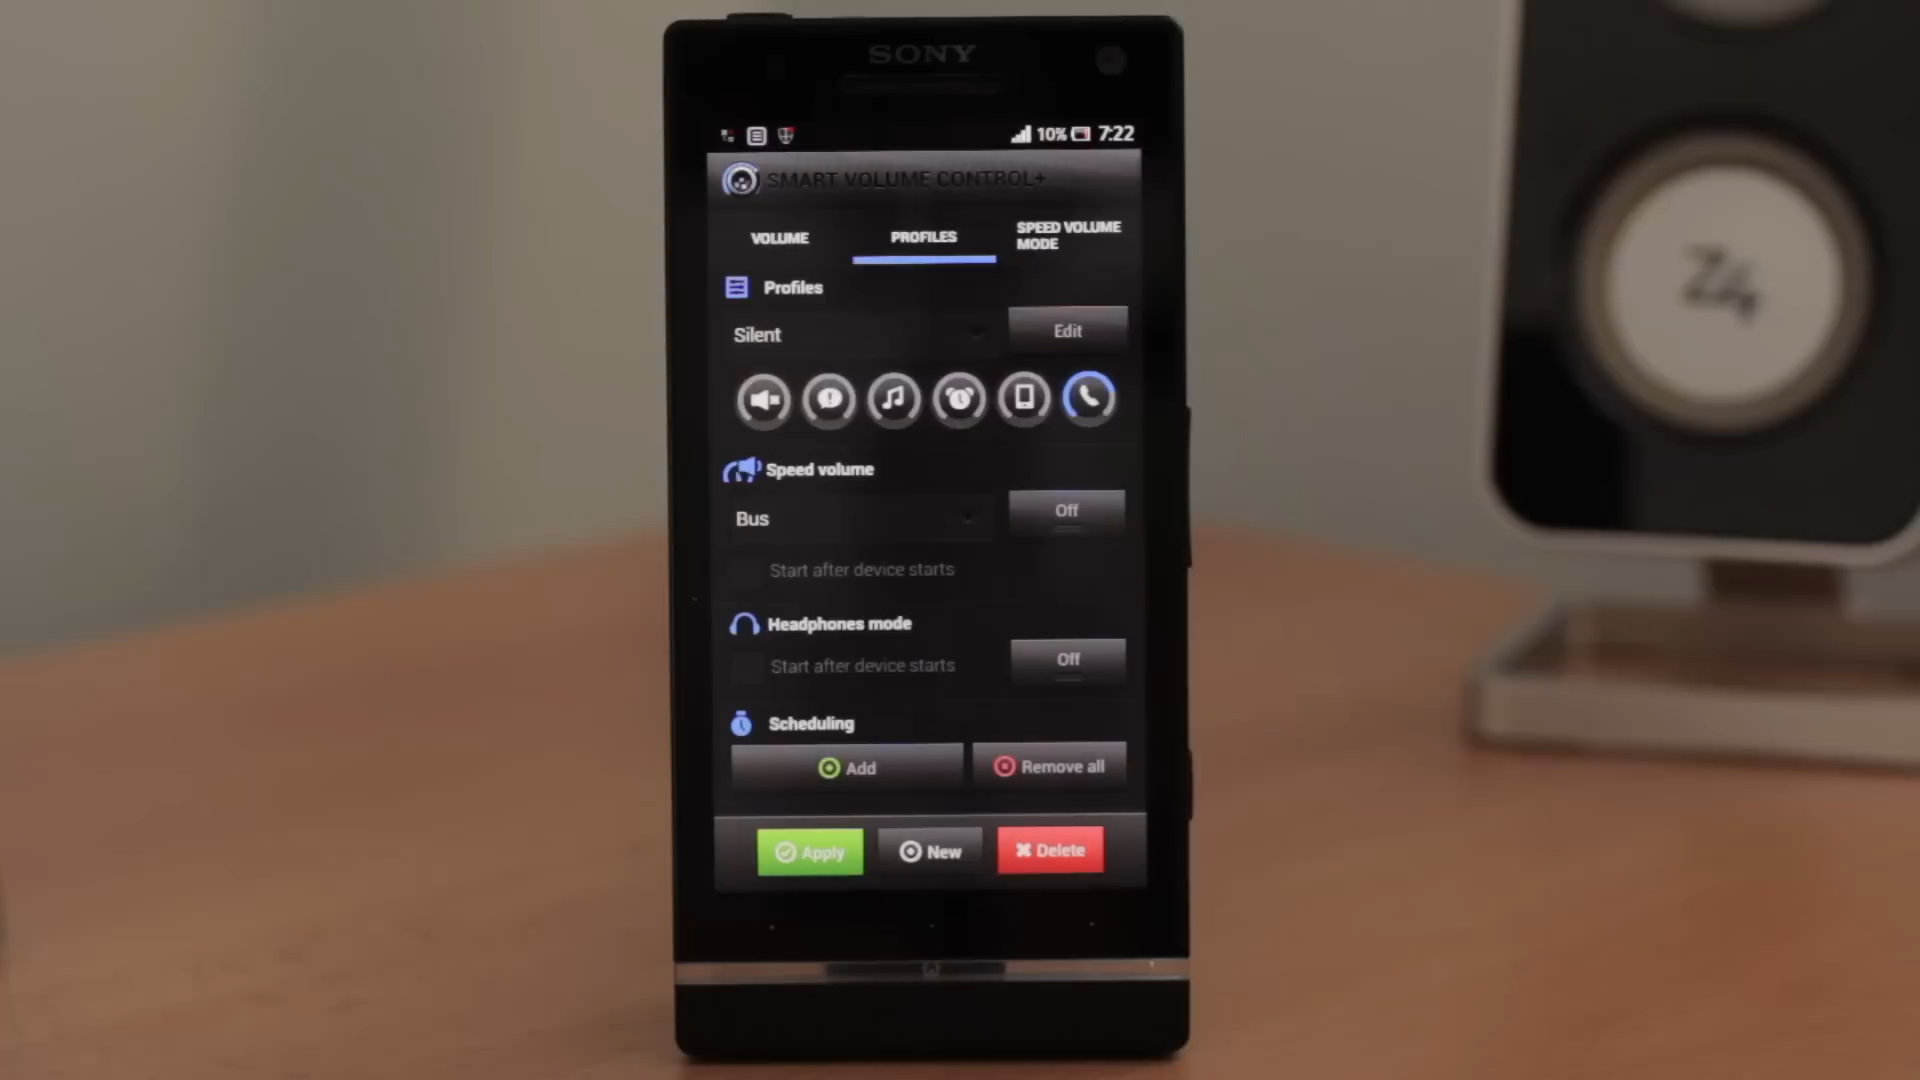 SONY
10% 7:22
SMART VOLUME CONTROL+
VOLUME
PROFILES
SPEED VOLUME
MODE
Profiles
Silent
Edit
Speed volume
Bus
Off
Start after device starts
Headphones mode
Start after device starts
Off
Scheduling
Add
Remove all
Apply
New
Delete
Z4